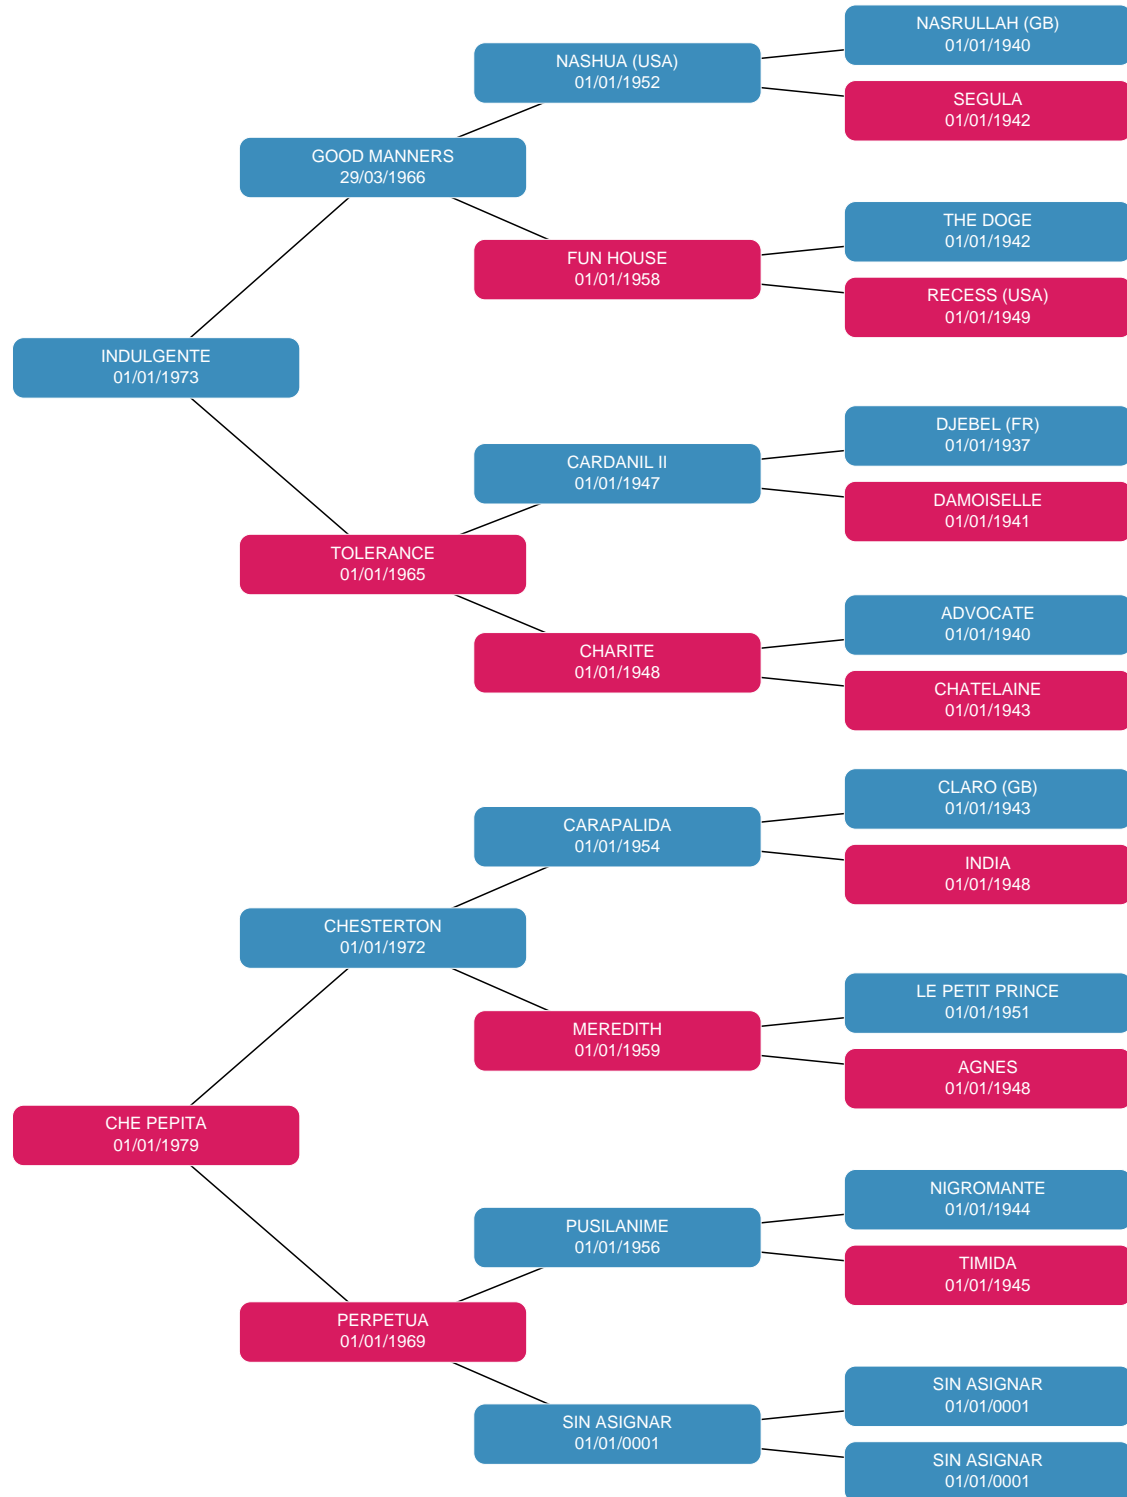 NASRULLAH (GB)
01/01/1940
NASHUA (USA)
01/01/1952
SEGULA
01/01/1942
GOOD MANNERS
29/03/1966
THE DOGE
01/01/1942
FUN HOUSE
01/01/1958
RECESS (USA)
01/01/1949
INDULGENTE
01/01/1973
DJEBEL (FR)
01/01/1937
CARDANIL II
01/01/1947
DAMOISELLE
01/01/1941
TOLERANCE
01/01/1965
ADVOCATE
01/01/1940
CHARITE
01/01/1948
CHATELAINE
01/01/1943
CLARO (GB)
01/01/1943
CARAPALIDA
01/01/1954
INDIA
01/01/1948
CHESTERTON
01/01/1972
LE PETIT PRINCE
01/01/1951
MEREDITH
01/01/1959
AGNES
01/01/1948
CHE PEPITA
01/01/1979
NIGROMANTE
01/01/1944
PUSILANIME
01/01/1956
TIMIDA
01/01/1945
PERPETUA
01/01/1969
SIN ASIGNAR
01/01/0001
SIN ASIGNAR
01/01/0001
SIN ASIGNAR
01/01/0001